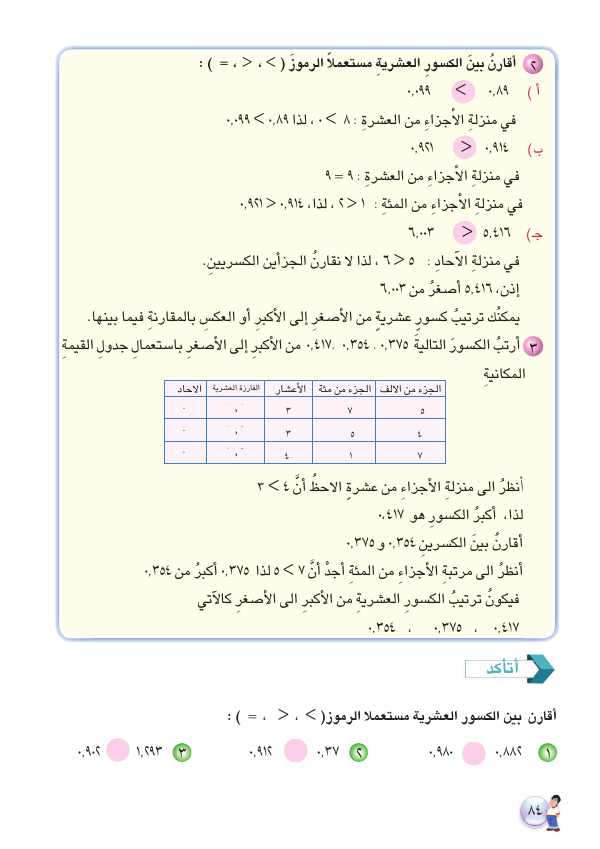 ٢ أقارنُ بينَ الكسورِ العشريةِ مستعملاً الرموزَ ( < ، > ، = ) :
أ ) ٠,٨٩ < ٠,٠٩٩
في منزلةِ الأجزاءِ من العشرةِ : ٨ < ٠ ، لذا ٠,٨٩ < ٠,٠٩٩
ب) ٠,٩١٤ > ٠,٩٢١
في منزلةِ الأجزاءِ من العشرةِ : ٩ = ٩
في منزلةِ الأجزاءِ من المئةِ : ١ > ٢ ، لذا، ٠,٩١٤ > ٠,٩٢١
جـ) ٥,٤١٦ > ٦,٠٠٣
في منزلةِ الآحادِ : ٥ > ٦ ، لذا لا نقارنُ الجزأين الكسريين.
إذن، ٥,٤١٦ أصغرُ من ٦,٠٠٣
يمكنُك ترتيبُ كسورٍ عشريةٍ من الأصغرِ إلى الأكبرِ أو العكسِ بالمقارنةِ فيما بينها.
٣ أرتبُ الكسورَ التاليةَ ٠,٣٧٥ ، ٠,٣٥٤ ، ٠,٤١٧ من الأكبرِ إلى الأصغرِ باستعمالِ جدولِ القيمةِ
المكانيةِ
الجزء من الالف الجزء من مئة الأعشار الفارزة العشرية الاحاد
٥ ٧ ٣ , ٠
٤ ٥ ٣ , ٠
٧ ١ ٤ , ٠
أنظرُ الى منزلةِ الأجزاءِ من عشرةٍ الاحظُ أنَّ ٤ < ٣
لذا، أكبرُ الكسورِ هو ٠,٤١٧
أقارنُ بينَ الكسرينِ ٠,٣٥٤ و ٠,٣٧٥
أنظرُ الى مرتبةِ الأجزاءِ من المئةِ أجدُ أنَّ ٧ < ٥ لذا ٠,٣٧٥ أكبرُ من ٠,٣٥٤
فيكونُ ترتيبُ الكسورِ العشريةِ من الأكبرِ الى الأصغرِ كالآتي
٠,٤١٧ ، ٠,٣٧٥ ، ٠,٣٥٤
أتأكد
أقارن بين الكسور العشرية مستعملا الرموز( < ، > ، = ) :
١ ٠,٨٨٢ ٠,٩٨٠ ٢ ٠,٣٧ ٠,٩١٢ ٣ ١,٢٩٣ ٠,٩٠٢
٨٤